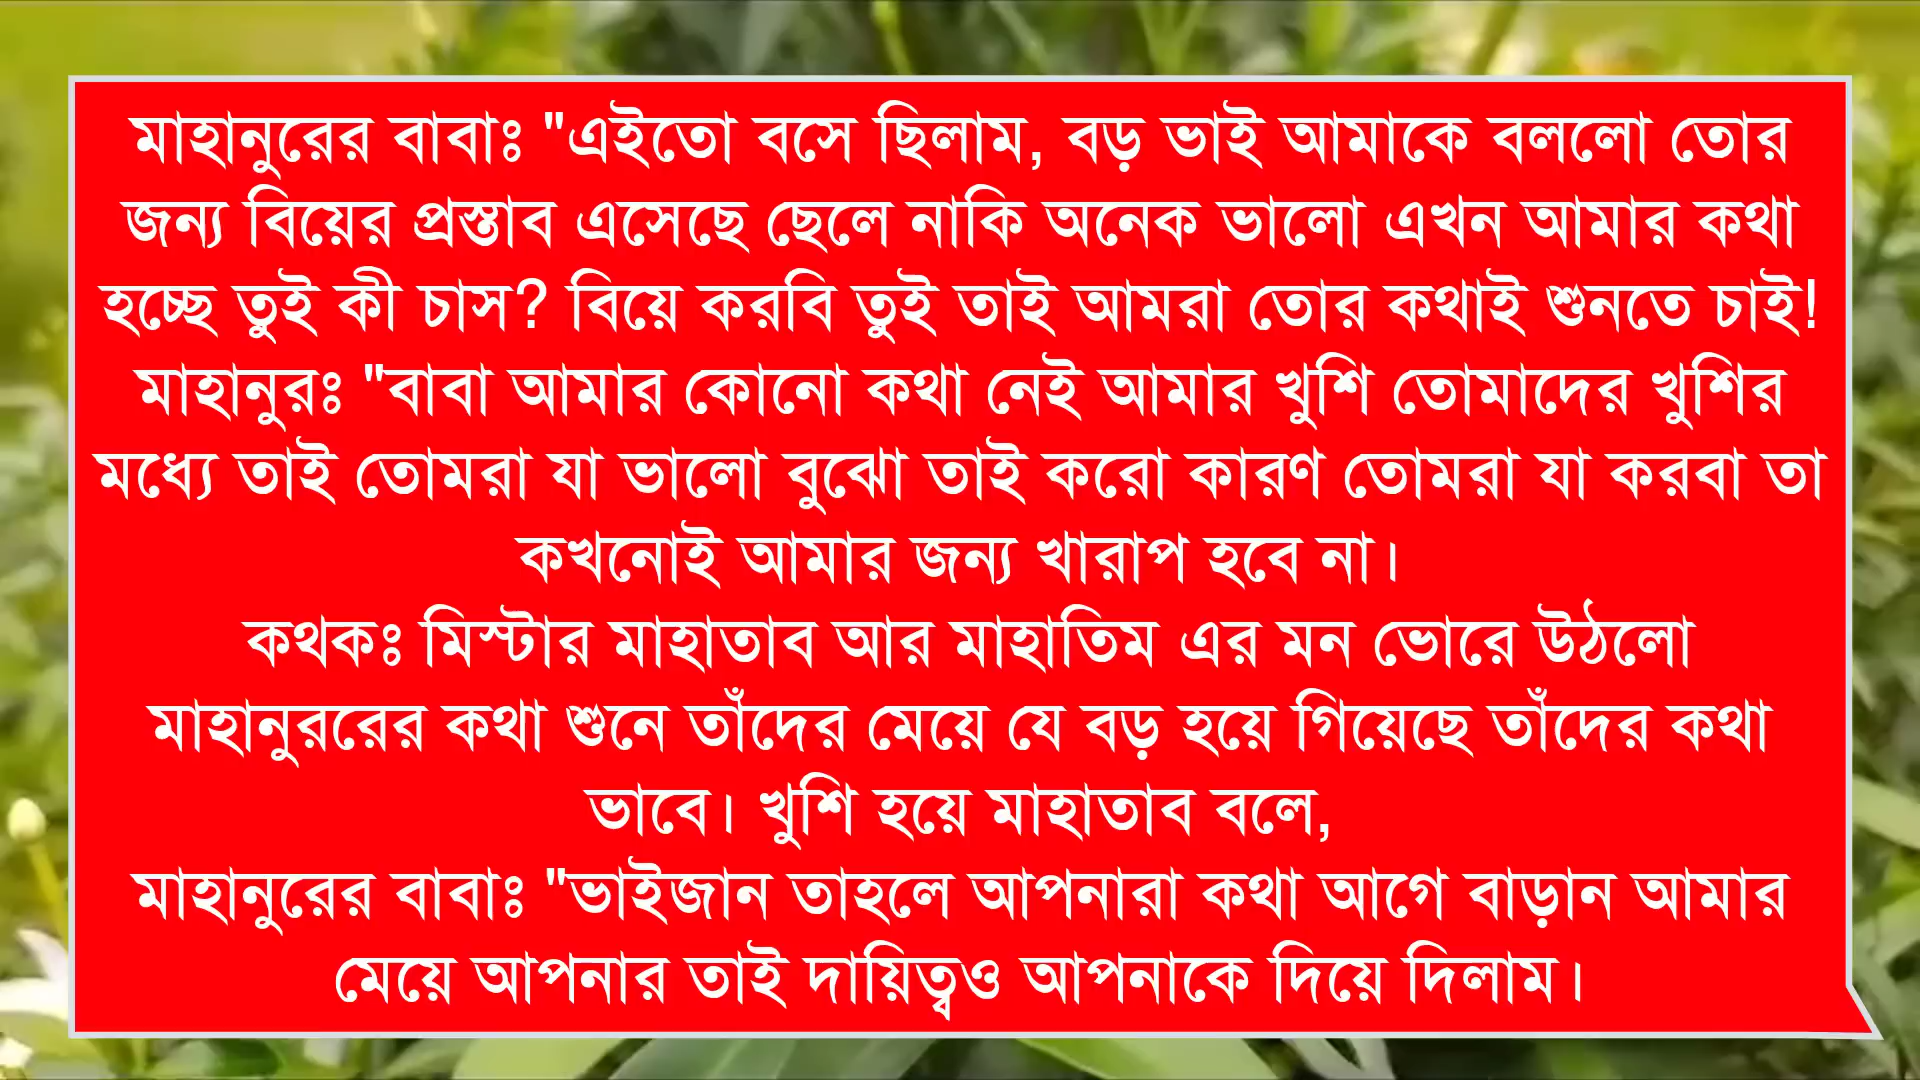 মাহানুরের বাবাঃ "এইতো বসে ছিলাম, বড় ভাই আমাকে বললো তোর
জন্য বিয়ের প্রস্তাব এসেছে ছেলে নাকি অনেক ভালো এখন আমার কথা
হচ্ছে তুই কী চাস? বিয়ে করবি তুই তাই আমরা তোর কথাই শুনতে চাই!
মাহানুরঃ "বাবা আমার কোনো কথা নেই আমার খুশি তোমাদের খুশির
মধ্যে তাই তোমরা যা ভালো বুঝো তাই করো কারণ তোমরা যা করবা তা
কখনোই আমার জন্য খারাপ হবে না।
কথকঃ মিস্টার মাহাতাব আর মাহাতিম এর মন ভোরে উঠলো
মাহানুররের কথা শুনে তাঁদের মেয়ে যে বড় হয়ে গিয়েছে তাঁদের কথা
ভাবে। খুশি হয়ে মাহাতাব বলে,
মাহানুরের বাবাঃ "ভাইজান তাহলে আপনারা কথা আগে বাড়ান আমার
মেয়ে আপনার তাই দায়িত্বও আপনাকে দিয়ে দিলাম।